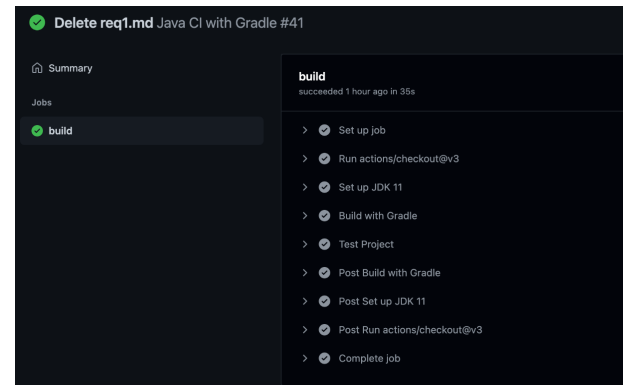 Delete req1.md Java CI with Gradle #41
Summary
Jobs
build
build
succeeded 1 hour ago in 35s
Set up job
Run actions/checkout@v3
Set up JDK 11
Build with Gradle
Test Project
Post Build with Gradle
Post Set up JDK 11
Post Run actions/checkout@v3
Complete job